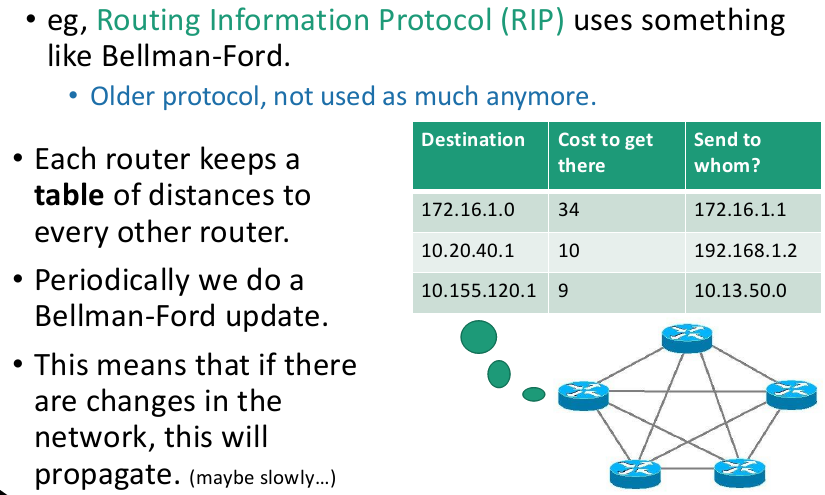 • eg, Routing Information Protocol (RIP) uses something
like Bellman-Ford.
• Older protocol, not used as much anymore.
• Each router keeps a
table of distances to
every other router.
• Periodically we do a
Bellman-Ford update.
• This means that if there
are changes in the
network, this will
propagate. (maybe slowly…)
Destination Cost to get there Send to whom?
172.16.1.0 34 172.16.1.1
10.20.40.1 10 192.168.1.2
10.155.120.1 9 10.13.50.0